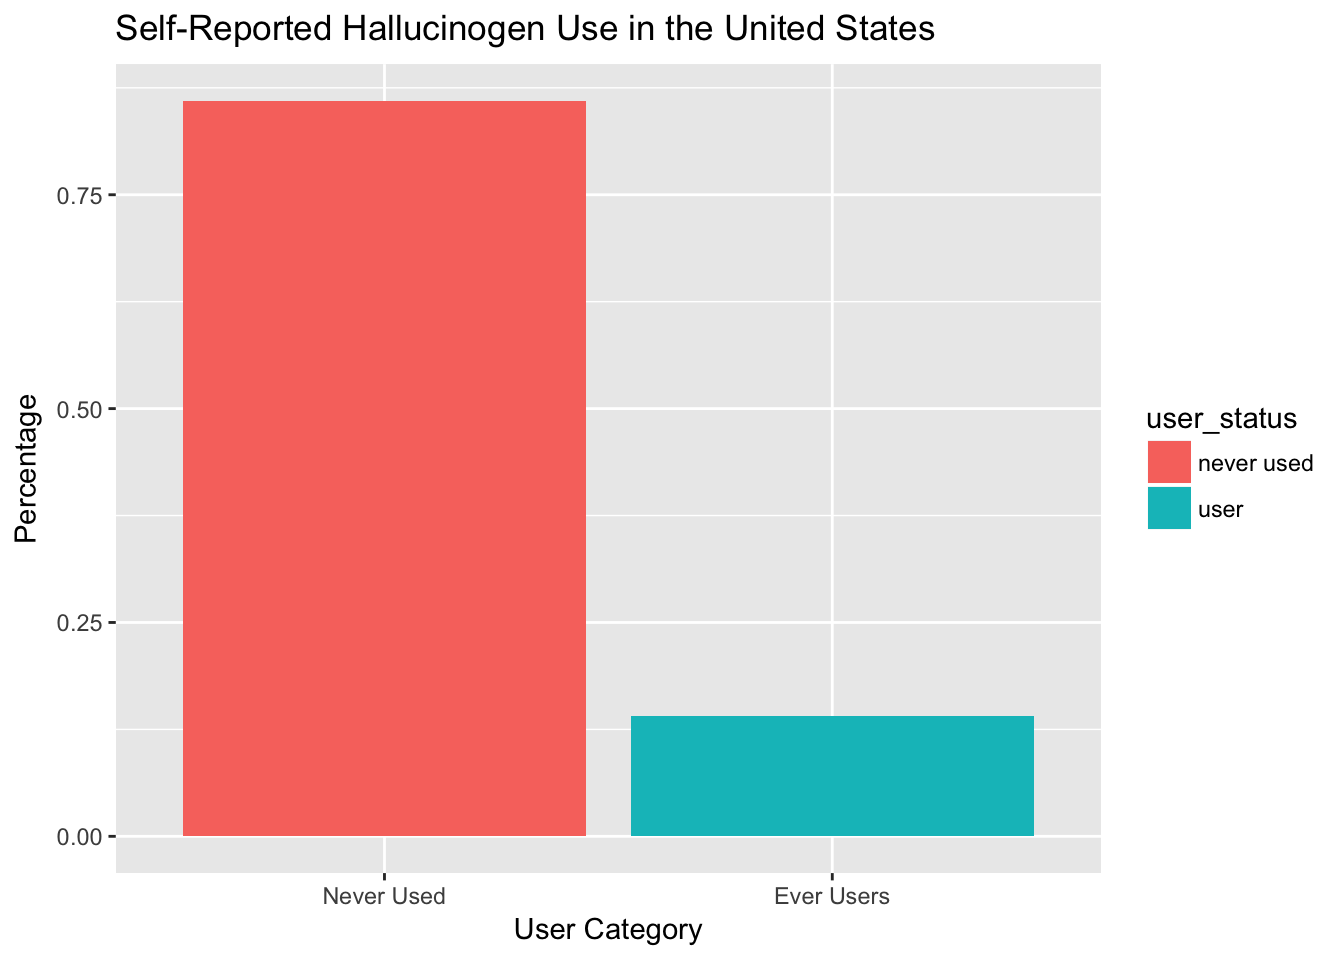 Self-Reported Hallucinogen Use in the United States
Percentage
0.75
0.50
0.25
0.00
Never Used
Ever Users
User Category
user_status
never used
user